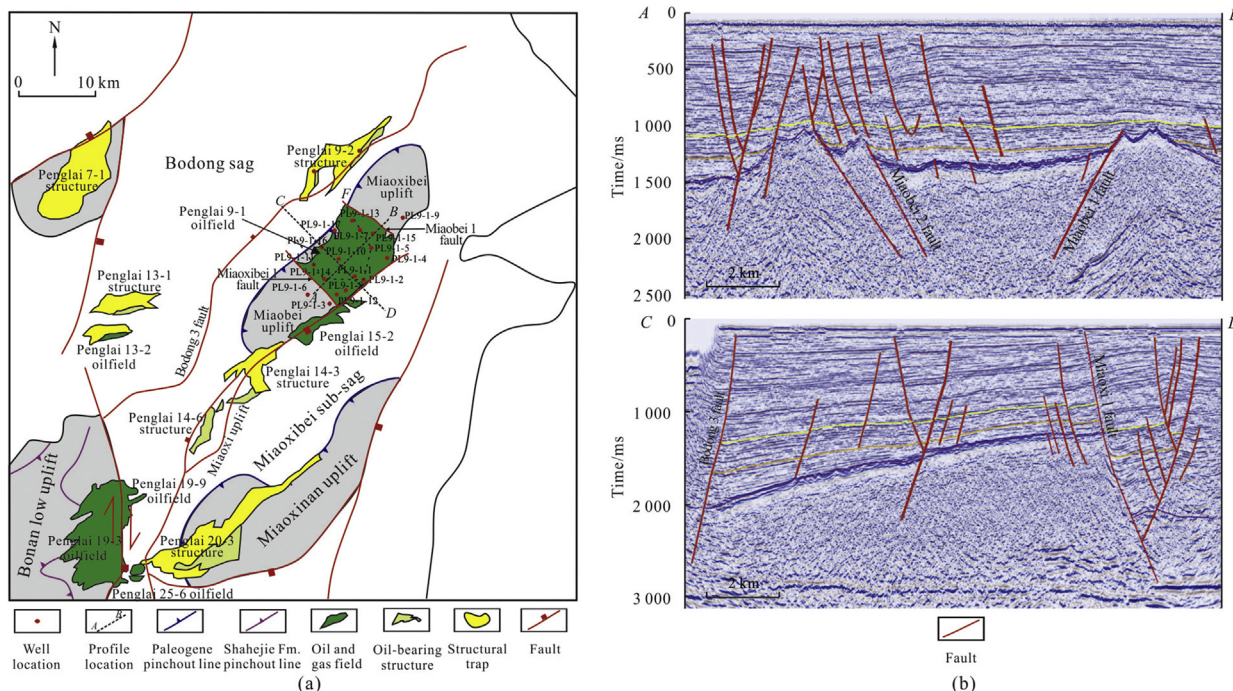 N
0 10 km
Penglai 7-1
structure
Bodong sag
Penglai 9-2
structure
Miaoxibei uplift
Penglai 9-1
oilfield
C
F
B
PL9-1-13
PL9-1-9
PL9-1-7
PL9-1-15
PL9-1-10
PL9-1-5
PL9-1-4
PL9-1-2
PL9-1-14
PL9-1-6
PL9-1-3
PL9-1-12
Miaobei 1
fault
Miaoxibei 1
fault
A
D
Miaobei
uplift
Penglai 15-2
oilfield
Penglai 13-1
structure
Penglai 13-2
oilfield
Bodong 3 fault
Penglai 14-3
structure
Penglai 14-6
structure
Miaoxi uplift
Miaoxibei sub-sag
Miaoxinan uplift
Bonan low uplift
Penglai 19-9
oilfield
Penglai 19-3
oilfield
Penglai 20-3
structure
Penglai 25-6 oilfield
A B
Well
location
Profile
location
Paleogene
pinchout line
Shahejie Fm.
pinchout line
Oil and
gas field
Oil-bearing
structure
Structural
trap
Fault
(a)
A
0
500
1 000
1 500
2 000
2 500
Time/ms
Miaobei 2 fault
Miaobei 1 fault
2 km
C
0
1 000
2 000
3 000
Time/ms
Bodong 3 fault
Miaoxi 1 fault
2 km
Fault
(b)